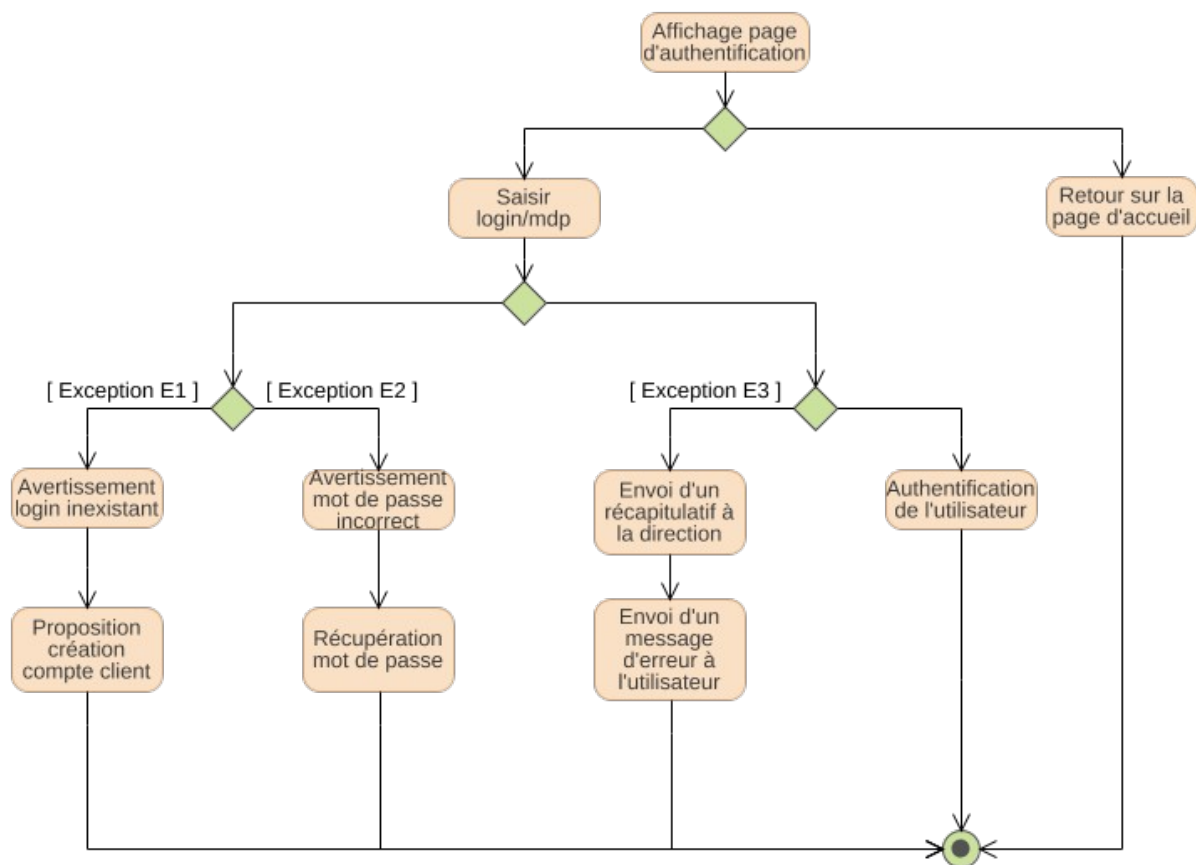 Affichage page
d'authentification
Saisir
login/mdp
Retour sur la
page d'accueil
[ Exception E1 ]
[ Exception E2 ]
[ Exception E3 ]
Avertissement
login inexistant
Avertissement
mot de passe
incorrect
Envoi d'un
récapitulatif à
la direction
Authentification
de l'utilisateur
Proposition
création
compte client
Récupération
mot de passe
Envoi d'un
message
d'erreur à
l'utilisateur